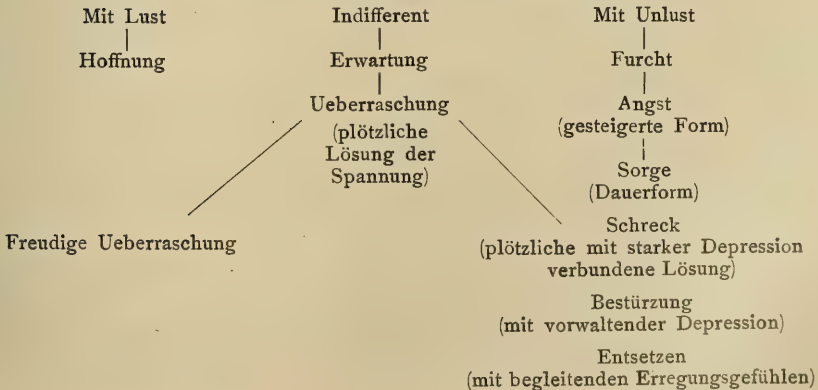 Mit Lust
Hoffnung
Indifferent
Erwartung
Ueberraschung
(plötzliche
Lösung der
Spannung)
Mit Unlust
Furcht
Angst
(gesteigerte Form)
Sorge
(Dauerform)
Freudige Ueberraschung
Schreck
(plötzliche mit starker Depression
verbundene Lösung)
Bestürzung
(mit vorwaltender Depression)
Entsetzen
(mit begleitenden Erregungsgefühlen)